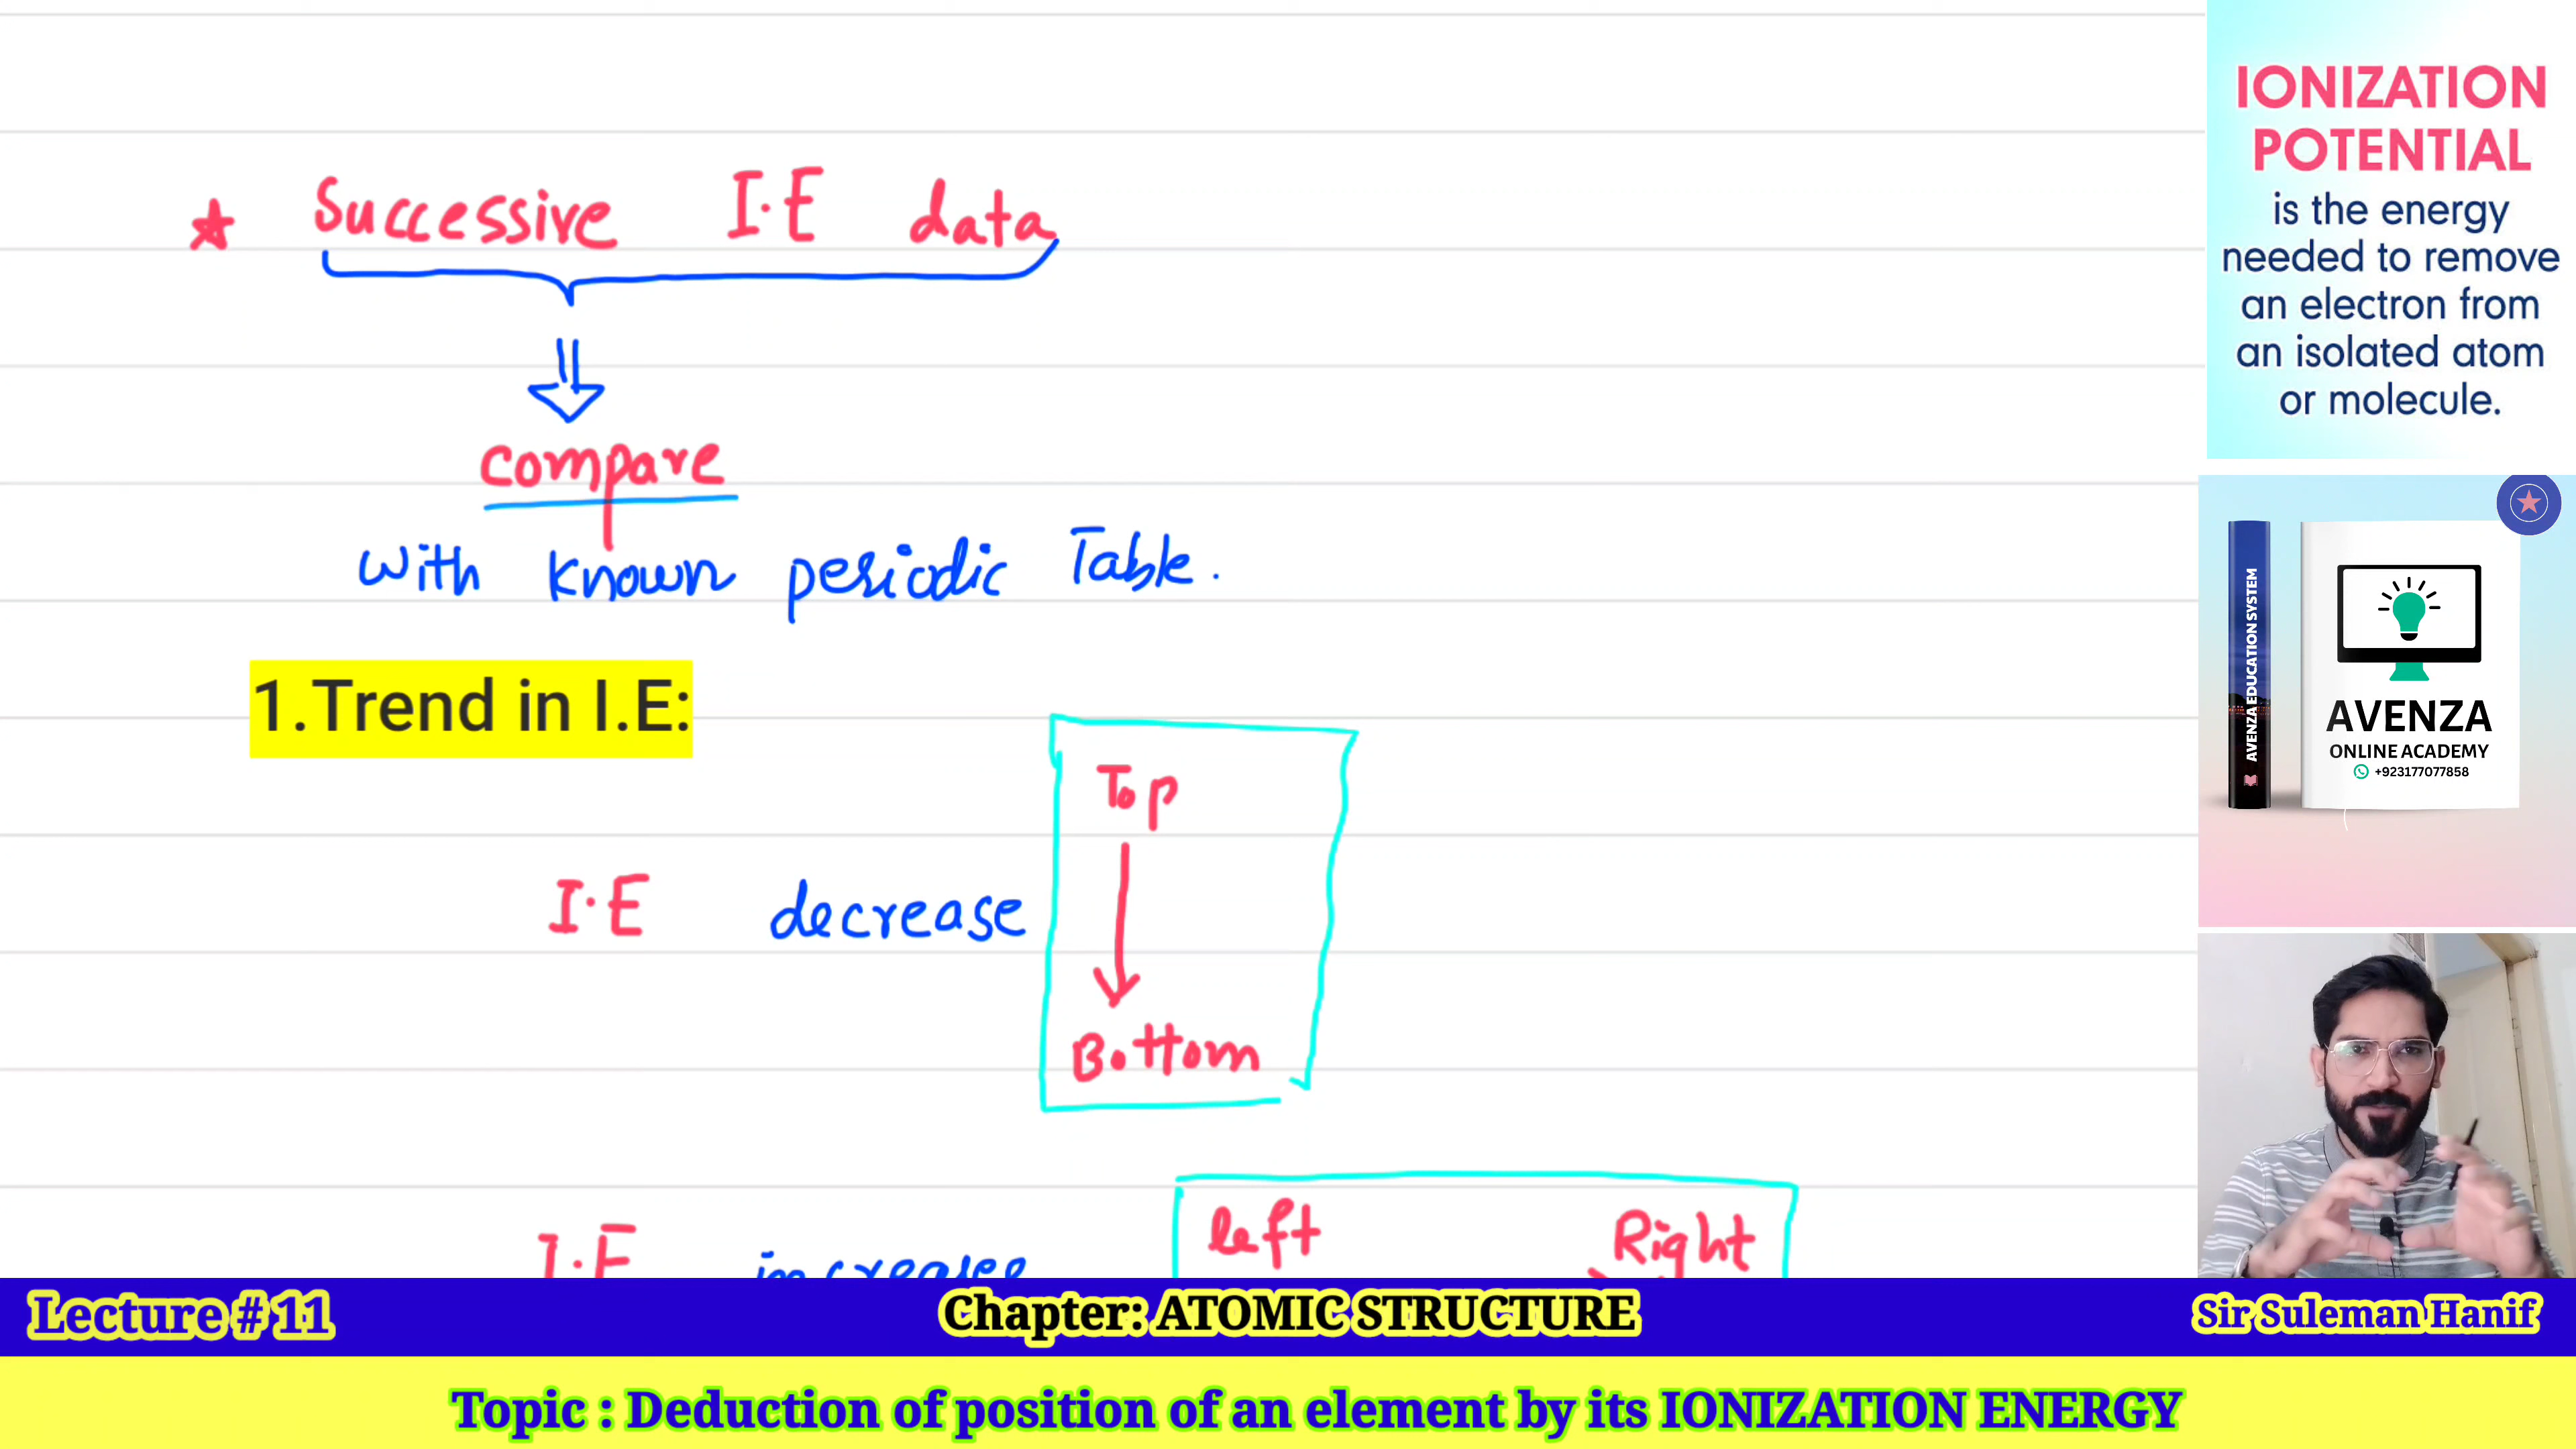 ★ Successive I.E data
compare
with known periodic Table.
1.Trend in I.E:
Top
I.E decrease
Bottom
I.E increase
left Right
IONIZATION
POTENTIAL
is the energy
needed to remove
an electron from
an isolated atom
or molecule.
AVENZA EDUCATION SYSTEM
AVENZA
ONLINE ACADEMY
+923177077858
Lecture # 11
Chapter: ATOMIC STRUCTURE
Sir Suleman Hanif
Topic : Deduction of position of an element by its IONIZATION ENERGY